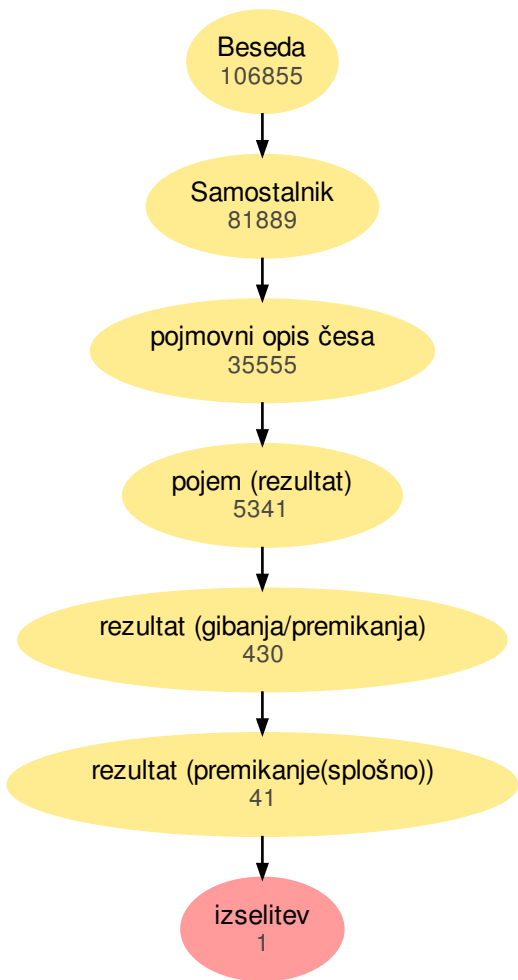 Beseda
106855
Samostalnik
81889
pojmovni opis česa
35555
pojem (rezultat)
5341
rezultat (gibanja/premikanja)
430
rezultat (premikanje(splošno))
41
izselitev
1